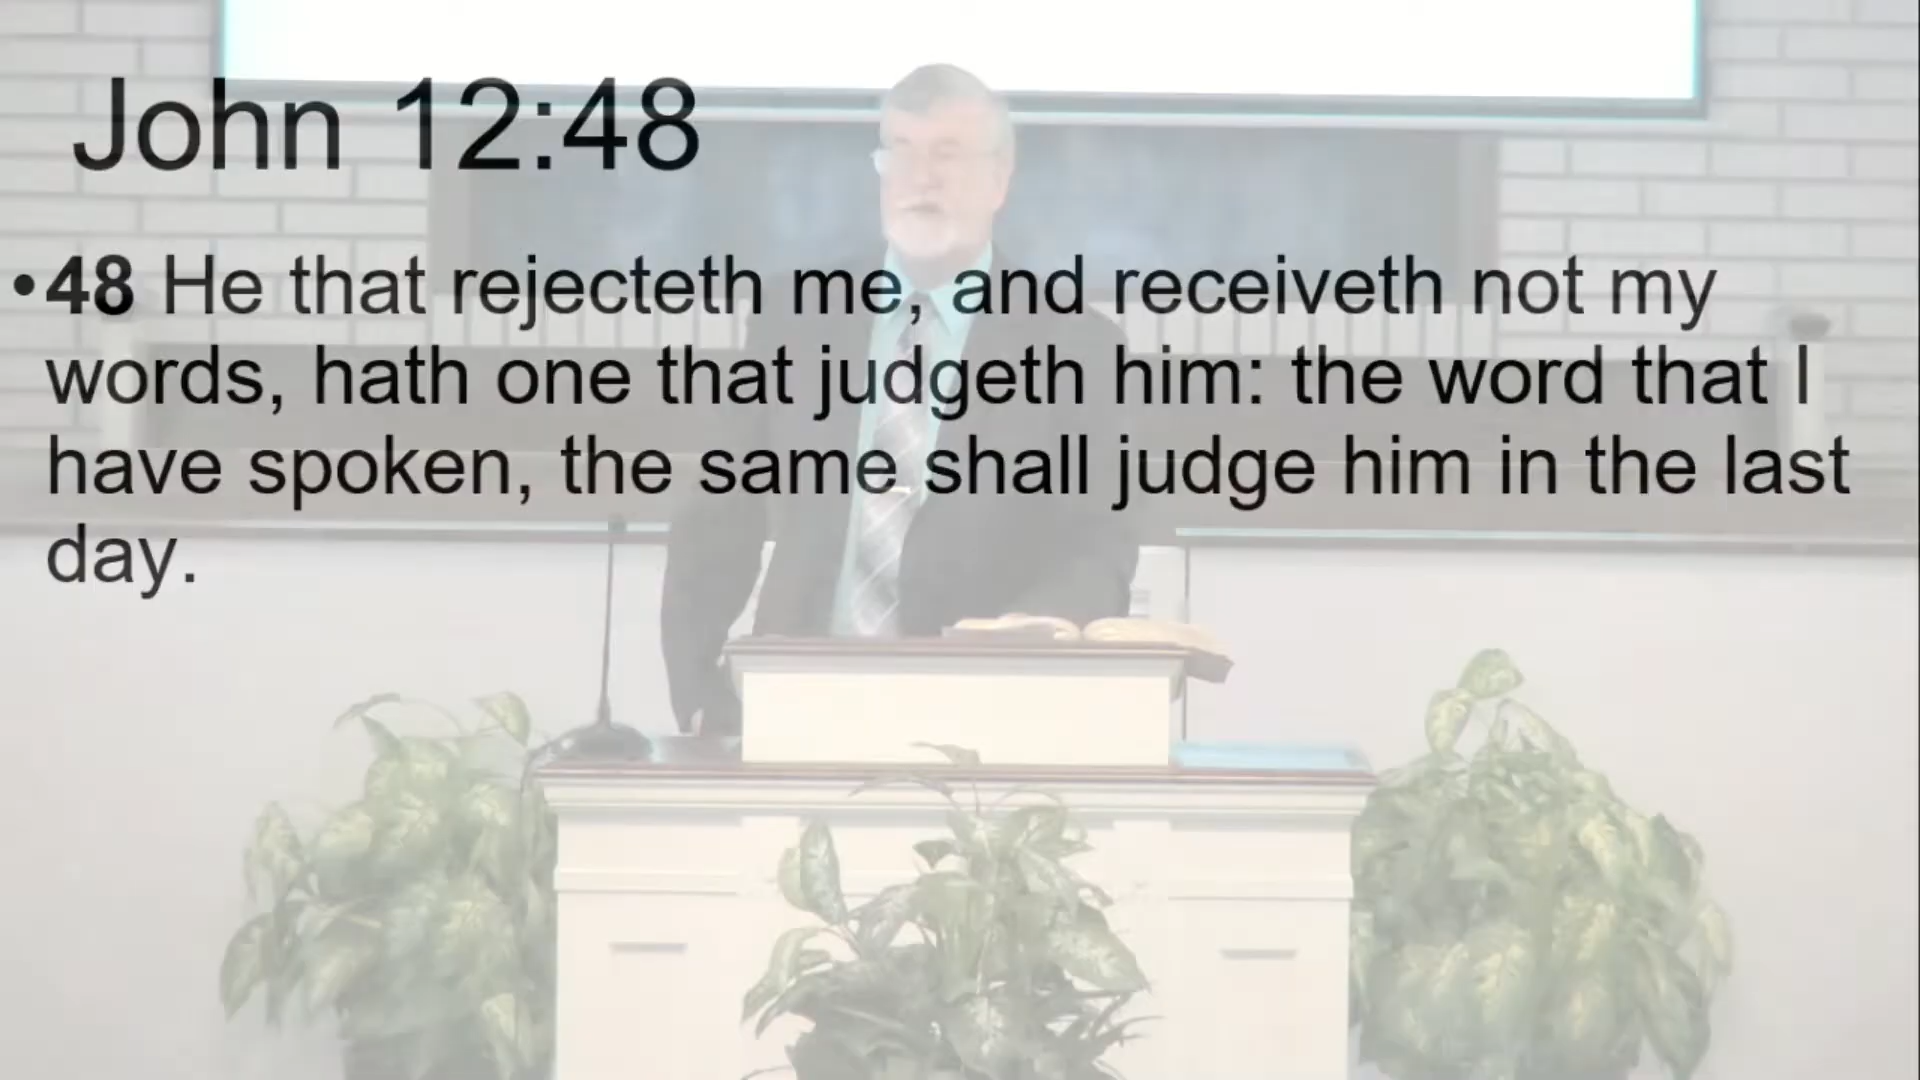 John 12:48
•48 He that rejecteth me, and receiveth not my
words, hath one that judgeth him: the word that I
have spoken, the same shall judge him in the last
day.